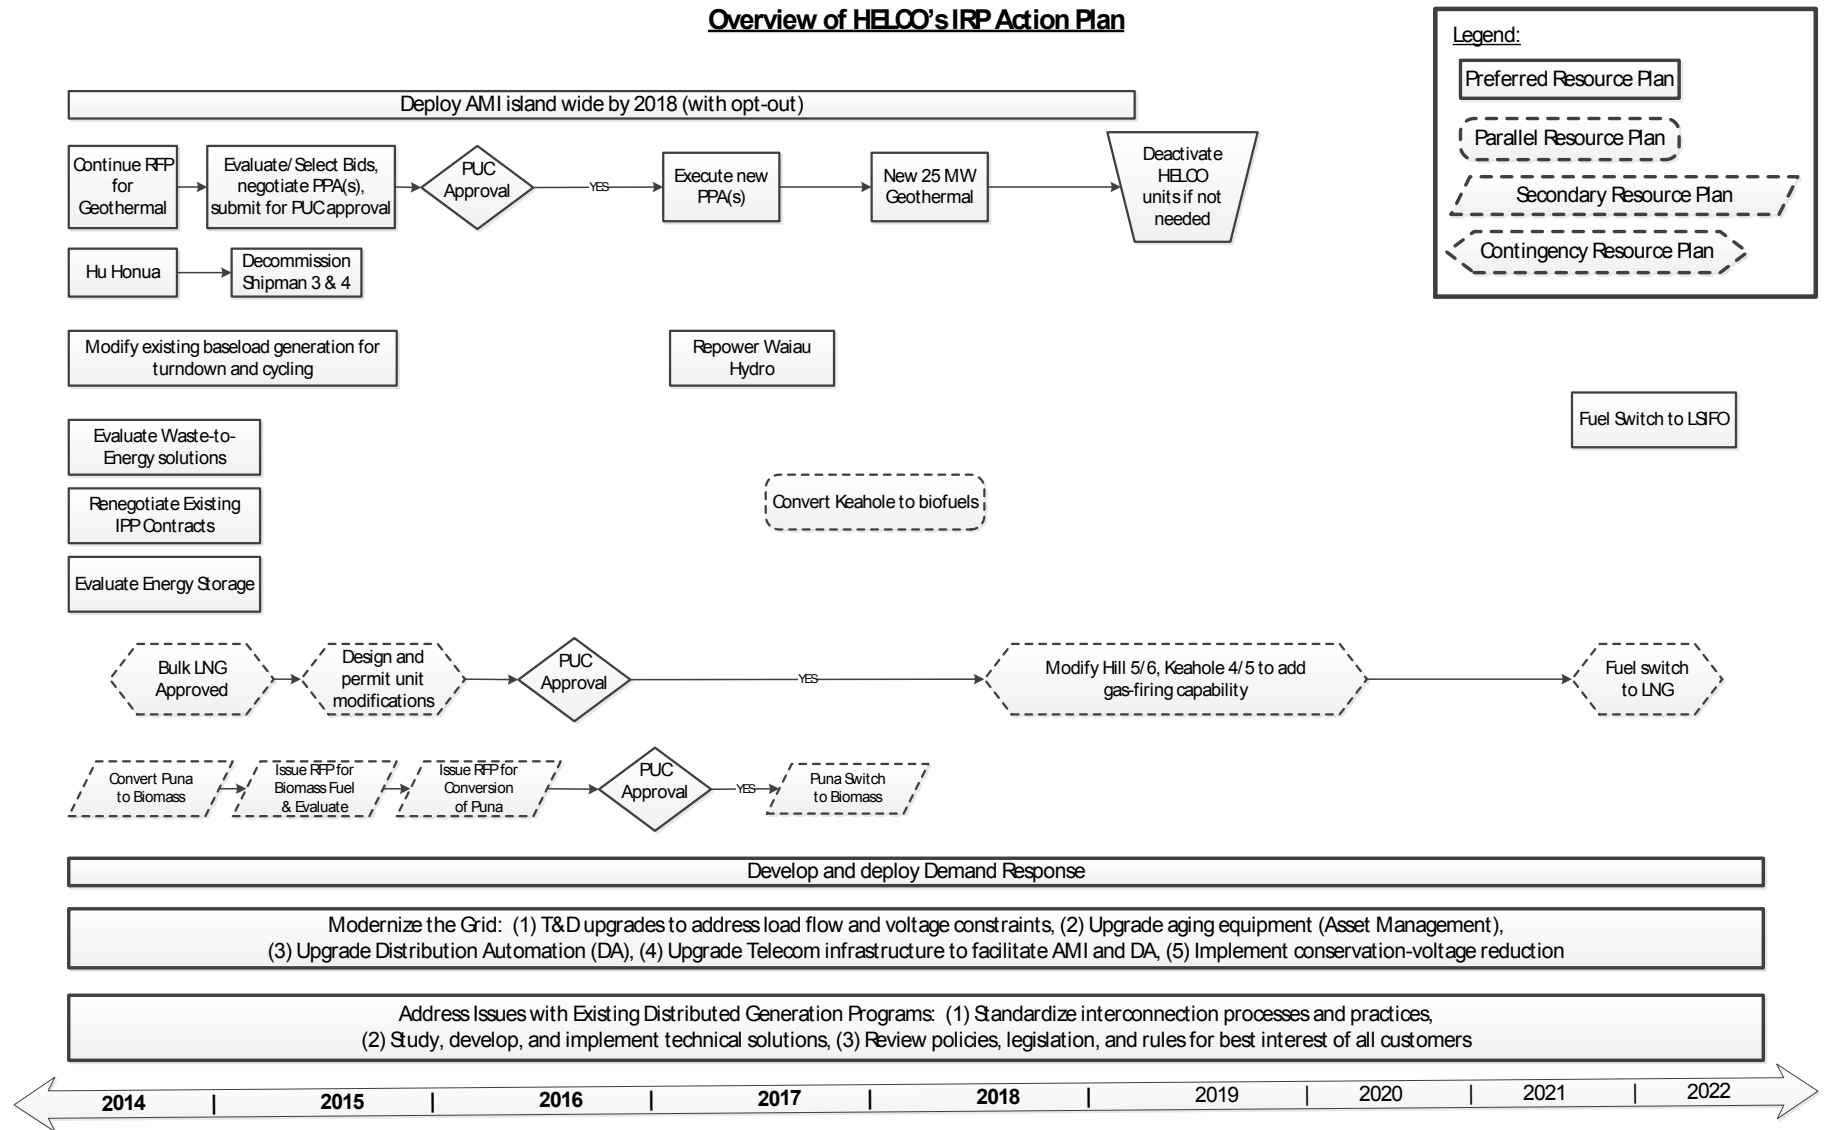 Overview of HELCO's IRP Action Plan
Legend:
Preferred Resource Plan
Parallel Resource Plan
Secondary Resource Plan
Contingency Resource Plan
Deploy AMI island wide by 2018 (with opt-out)
Continue RFP
for
Geothermal
Evaluate/Select Bids,
negotiate PPA(s),
submit for PUC approval
PUC
Approval
YES
Execute new
PPA(s)
New 25 MW
Geothermal
Deactivate
HELCO
units if not
needed
Hu Honua
Decommission
Shipman 3 & 4
Modify existing baseload generation for
turndown and cycling
Repower Waiau
Hydro
Fuel Switch to LSIFO
Evaluate Waste-to-
Energy solutions
Renegotiate Existing
IPP Contracts
Convert Keahole to biofuels
Evaluate Energy Storage
Bulk LNG
Approved
Design and
permit unit
modifications
PUC
Approval
YES
Modify Hill 5/6, Keahole 4/5 to add
gas-firing capability
Fuel switch
to LNG
Convert Puna
to Biomass
Issue RFP for
Biomass Fuel
& Evaluate
Issue RFP for
Conversion
of Puna
PUC
Approval
YES
Puna Switch
to Biomass
Develop and deploy Demand Response
Modernize the Grid: (1) T&D upgrades to address load flow and voltage constraints, (2) Upgrade aging equipment (Asset Management),
(3) Upgrade Distribution Automation (DA), (4) Upgrade Telecom infrastructure to facilitate AMI and DA, (5) Implement conservation-voltage reduction
Address Issues with Existing Distributed Generation Programs: (1) Standardize interconnection processes and practices,
(2) Study, develop, and implement technical solutions, (3) Review policies, legislation, and rules for best interest of all customers
2014 | 2015 | 2016 | 2017 | 2018 | 2019 | 2020 | 2021 | 2022